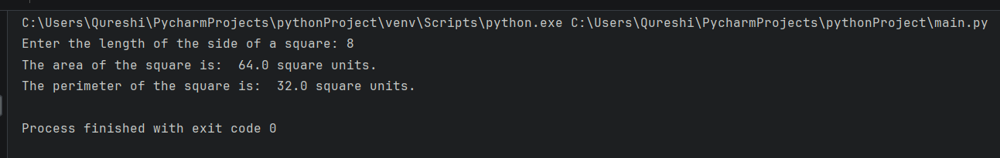 C:\Users\Qureshi\PycharmProjects\pythonProject\venv\Scripts\python.exe C:\Users\Qureshi\PycharmProjects\pythonProject\main.py
Enter the length of the side of a square: 8
The area of the square is:  64.0 square units.
The perimeter of the square is:  32.0 square units.
Process finished with exit code 0